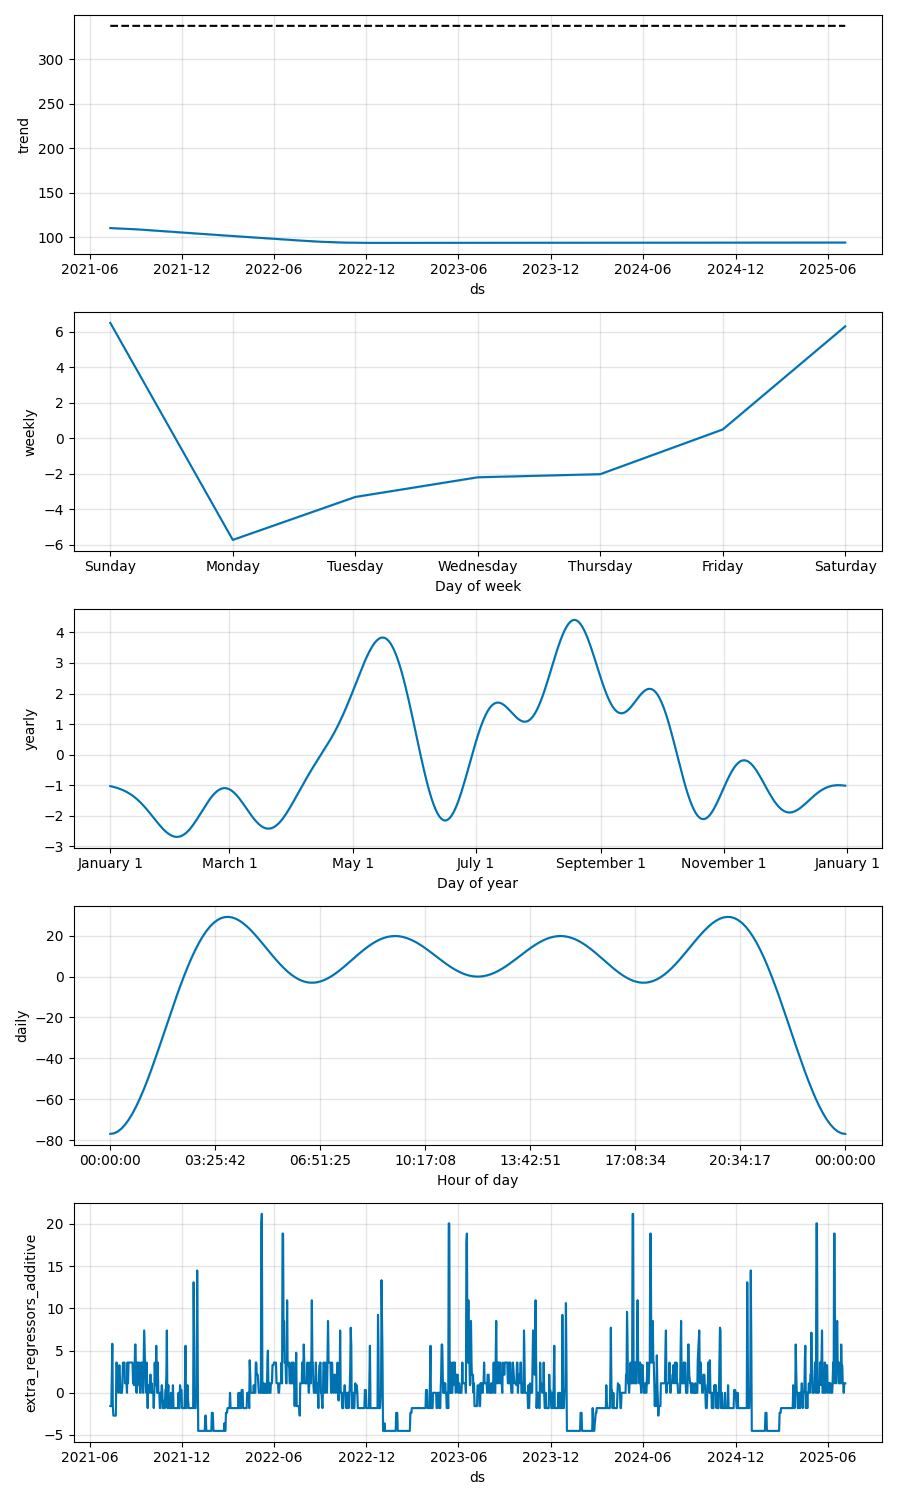 300
250
200
150
100
trend
2021-06 2021-12 2022-06 2022-12 2023-06 2023-12 2024-06 2024-12 2025-06
ds
6
4
2
0
−2
−4
−6
weekly
Sunday Monday Tuesday Wednesday Thursday Friday Saturday
Day of week
4
3
2
1
0
−1
−2
−3
yearly
January 1 March 1 May 1 July 1 September 1 November 1 January 1
Day of year
20
0
−20
−40
−60
−80
daily
00:00:00 03:25:42 06:51:25 10:17:08 13:42:51 17:08:34 20:34:17 00:00:00
Hour of day
20
15
10
5
0
−5
extra_regressors_additive
2021-06 2021-12 2022-06 2022-12 2023-06 2023-12 2024-06 2024-12 2025-06
ds